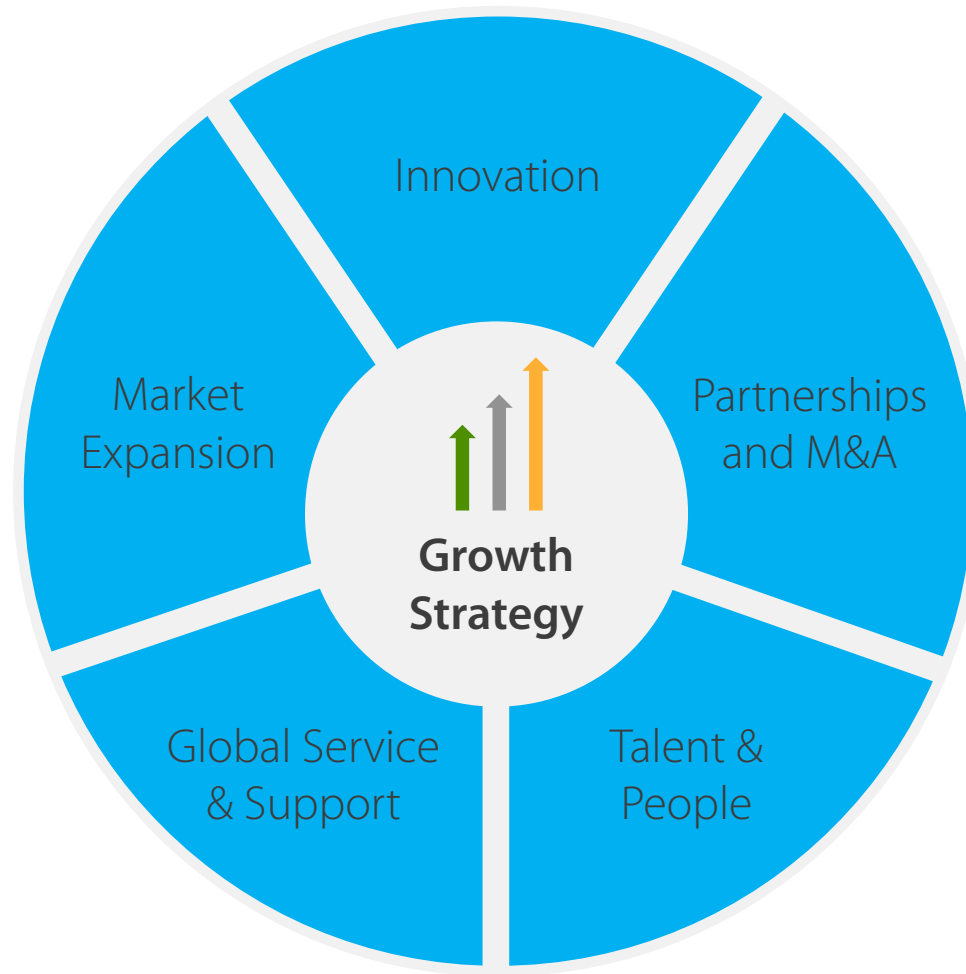 Innovation
Partnerships
and M&A
Talent &
People
Global Service
& Support
Market
Expansion
Growth
Strategy